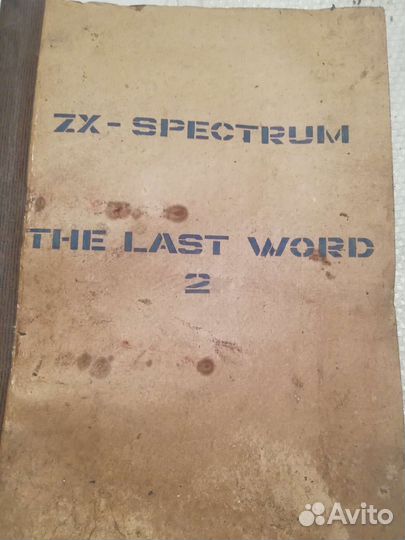 ZX- SPECTRUM
THE LAST WORD
2
Avito